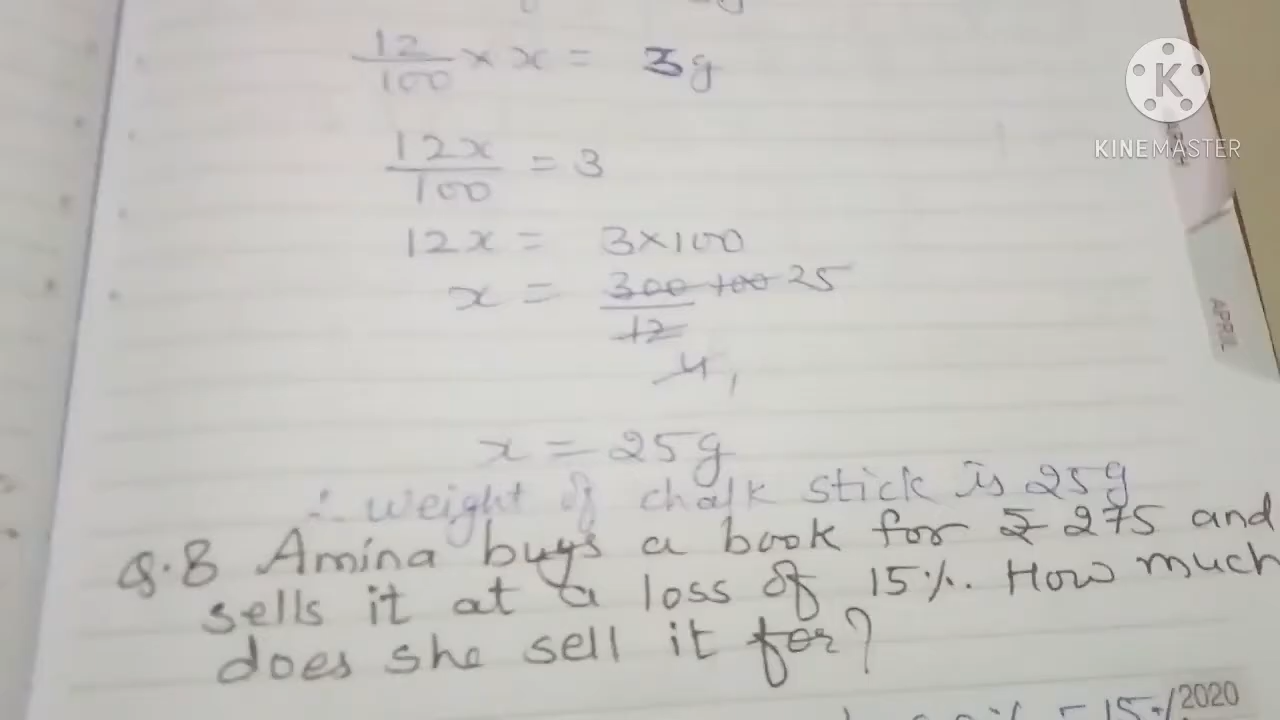 12/100 × x = 3g
12x/100 = 3
12x = 3×100
x = 300 100 25
12
4
x = 25g
∴ weight of chalk stick is 25g
Q.8 Amina buys a book for ₹ 275 and
sells it at a loss of 15%. How much
does she sell it for?
= 15%
2020
KINEMASTER
APRIL